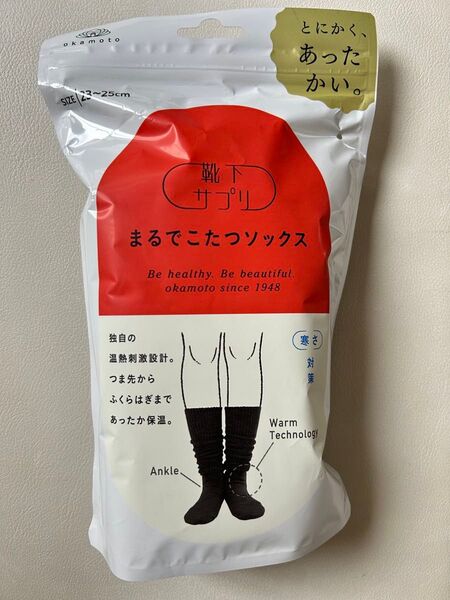 okamoto
とにかく、
あった
かい。
SIZE 23~25cm
靴下
サプリ
まるでこたつソックス
Be healthy. Be beautiful.
okamoto since 1948
独自の
温熱刺激設計。
つま先から
ふくらはぎまで
あったか保温。
寒さ
対策
Warm
Technology
Ankle